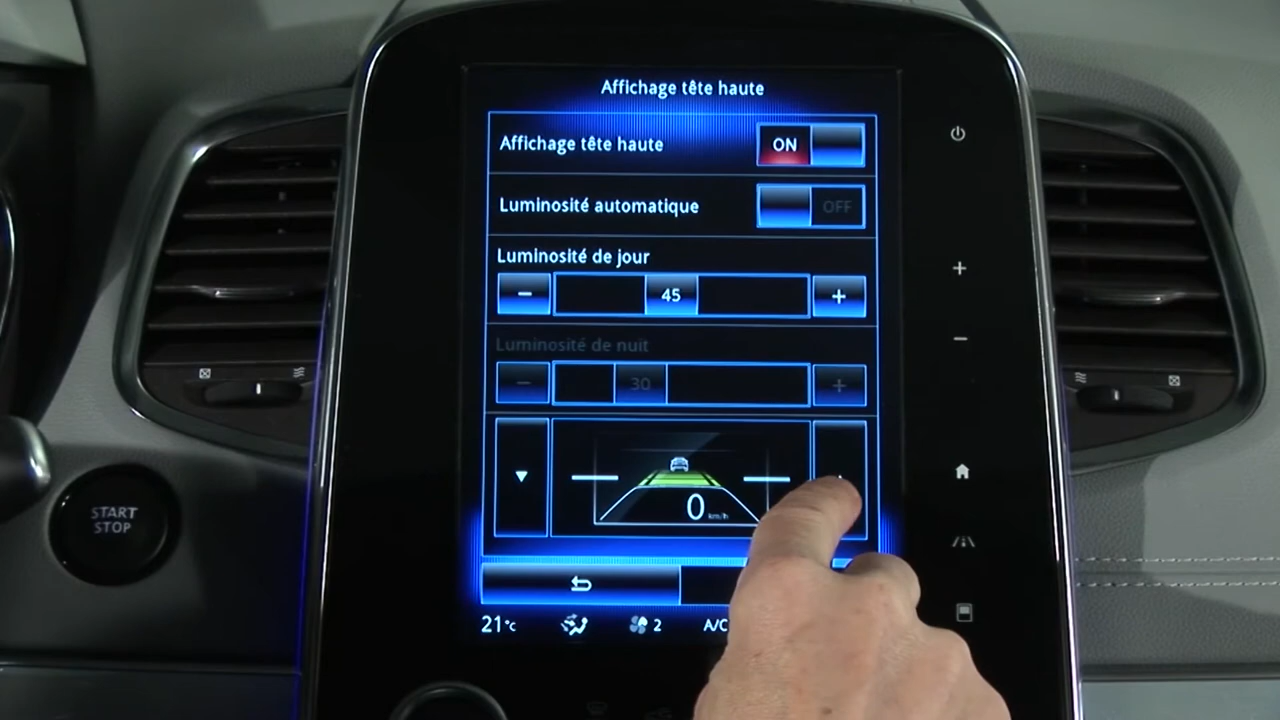 Affichage tête haute
Affichage tête haute ON
Luminosité automatique OFF
Luminosité de jour
− 45 +
Luminosité de nuit
− 30 +
0 km/h
START
STOP
21°C 2 A/C